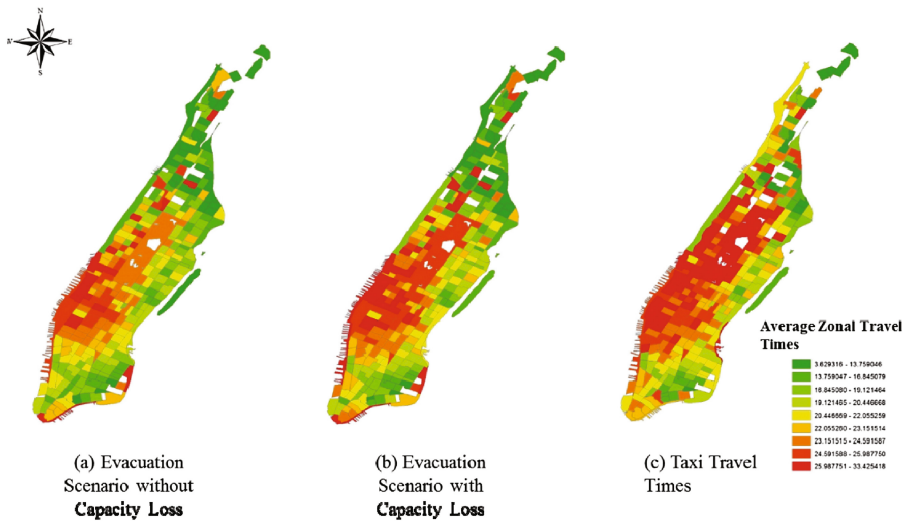 N
W E
S
Average Zonal Travel
Times
3.629316 - 13.759046
13.759047 - 16.845079
16.845080 - 19.121464
19.121465 - 20.446668
20.446669 - 22.055259
22.055260 - 23.151514
23.151515 - 24.591587
24.591588 - 25.987750
25.987751 - 33.425418
(a) Evacuation
Scenario without
Capacity Loss
(b) Evacuation
Scenario with
Capacity Loss
(c) Taxi Travel
Times